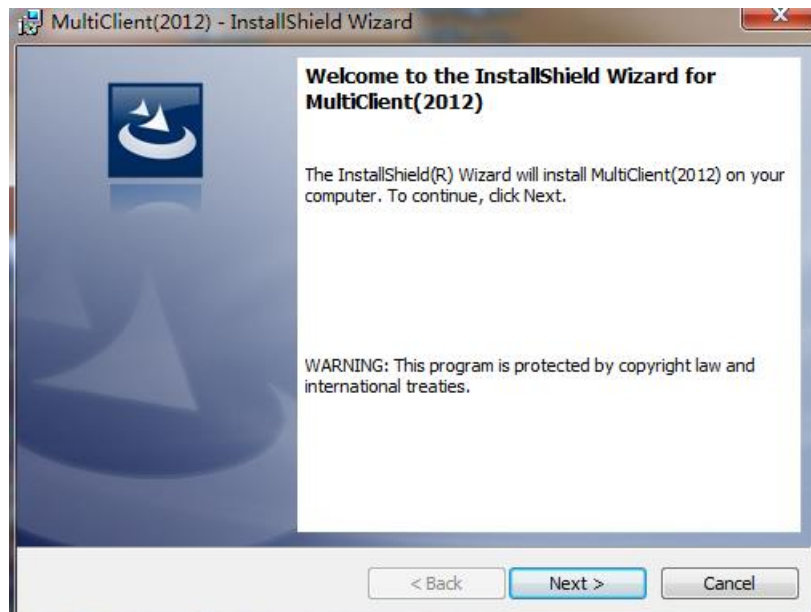 MultiClient(2012) - InstallShield Wizard
Welcome to the InstallShield Wizard for
MultiClient(2012)
The InstallShield(R) Wizard will install MultiClient(2012) on your
computer. To continue, click Next.
WARNING: This program is protected by copyright law and
international treaties.
< Back Next > Cancel